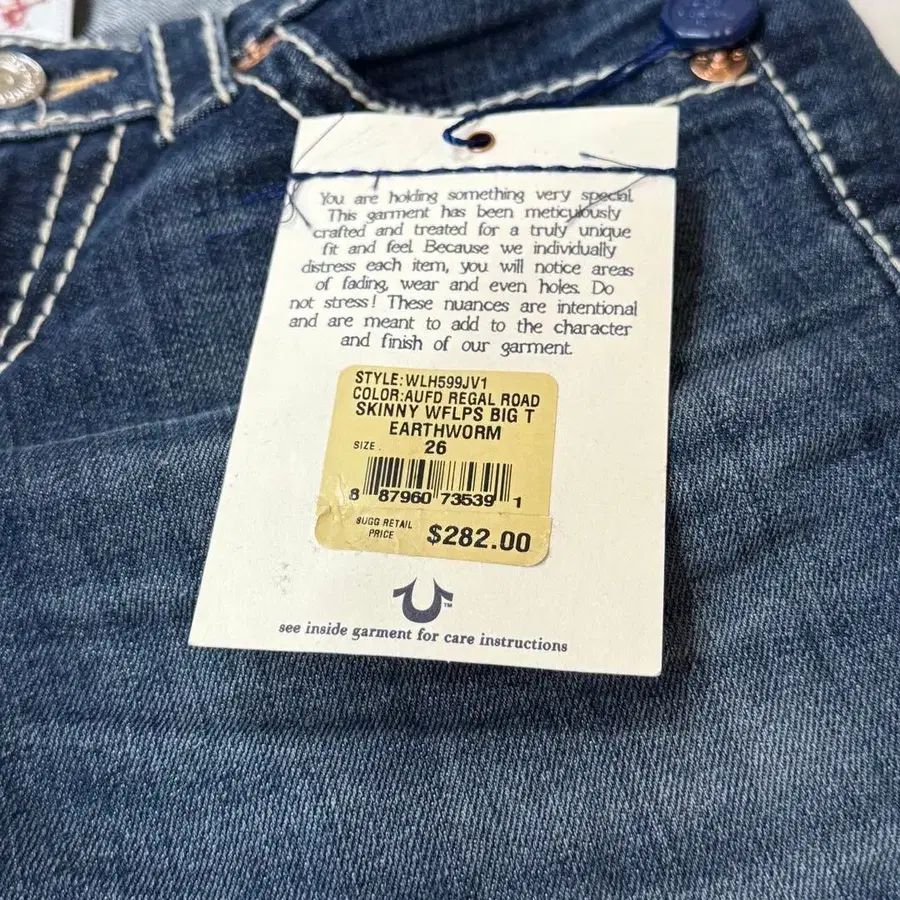 You are holding something very special.
This garment has been meticulously
crafted and treated for a truly unique
fit and feel. Because we individually
distress each item, you will notice areas
of fading, wear and even holes. Do
not stress! These nuances are intentional
and are meant to add to the character
and finish of our garment.
STYLE:WLH599JV1
COLOR:AUFD REGAL ROAD
SKINNY WFLPS BIG T
EARTHWORM
SIZE: 26
8 87960 73539 1
SUGG RETAIL
PRICE $282.00
TM
see inside garment for care instructions